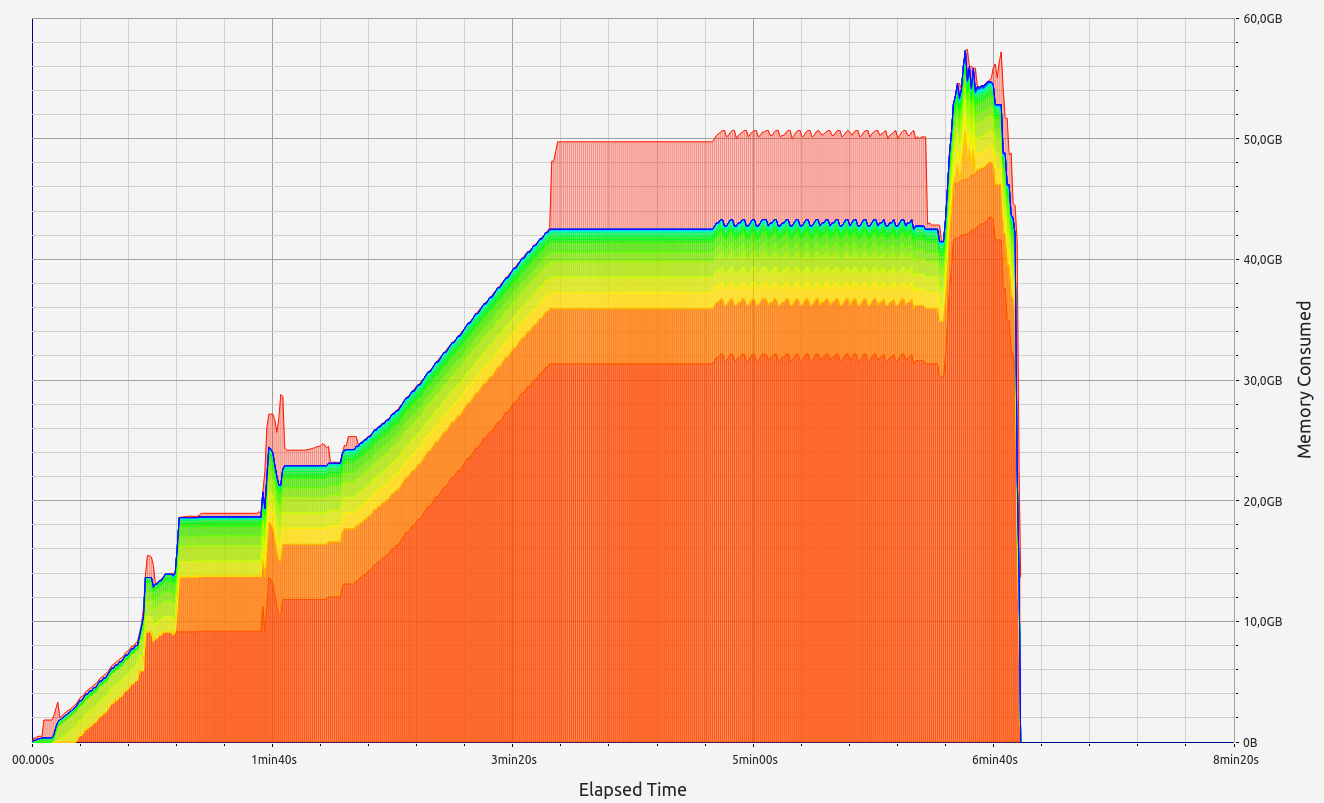 60,0GB
50,0GB
40,0GB
30,0GB
20,0GB
10,0GB
0B
Memory Consumed
00.000s 1min40s 3min20s 5min00s 6min40s 8min20s
Elapsed Time